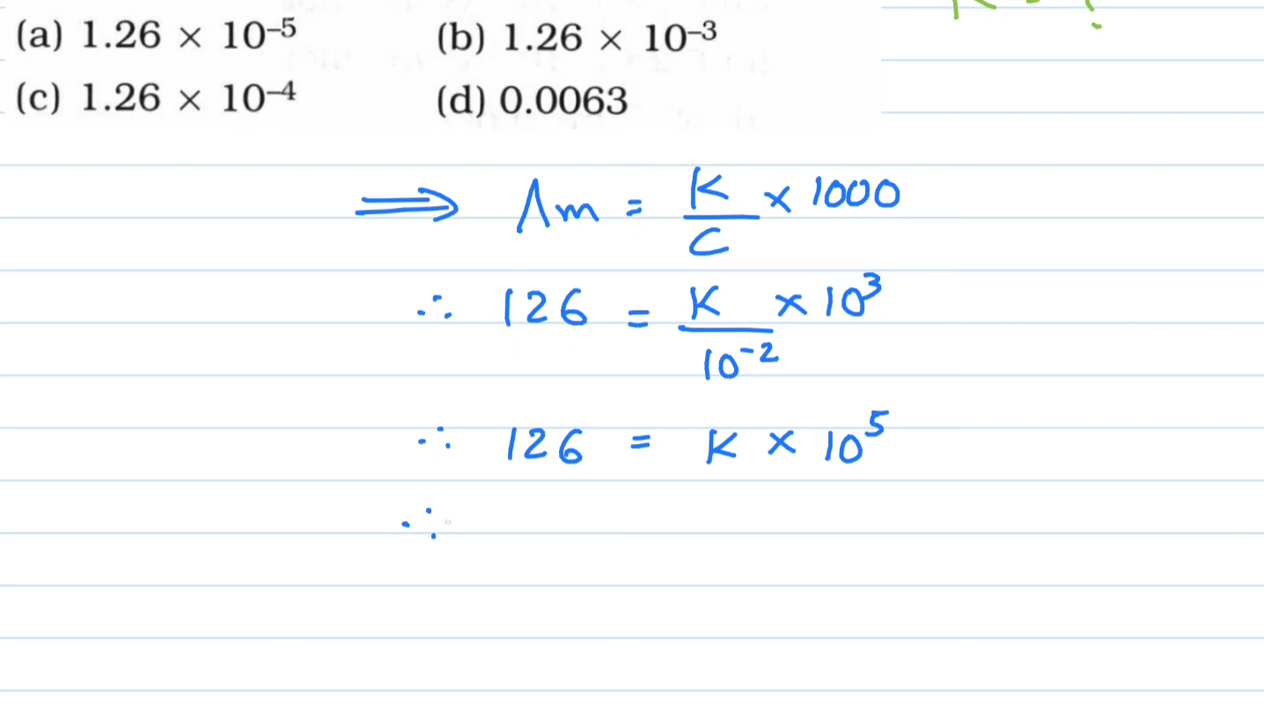 (a) 1.26 × 10⁻⁵ (b) 1.26 × 10⁻³
(c) 1.26 × 10⁻⁴ (d) 0.0063
⟹ Λm = K/C × 1000
∴ 126 = K/10⁻² × 10³
∴ 126 = K × 10⁵
∴